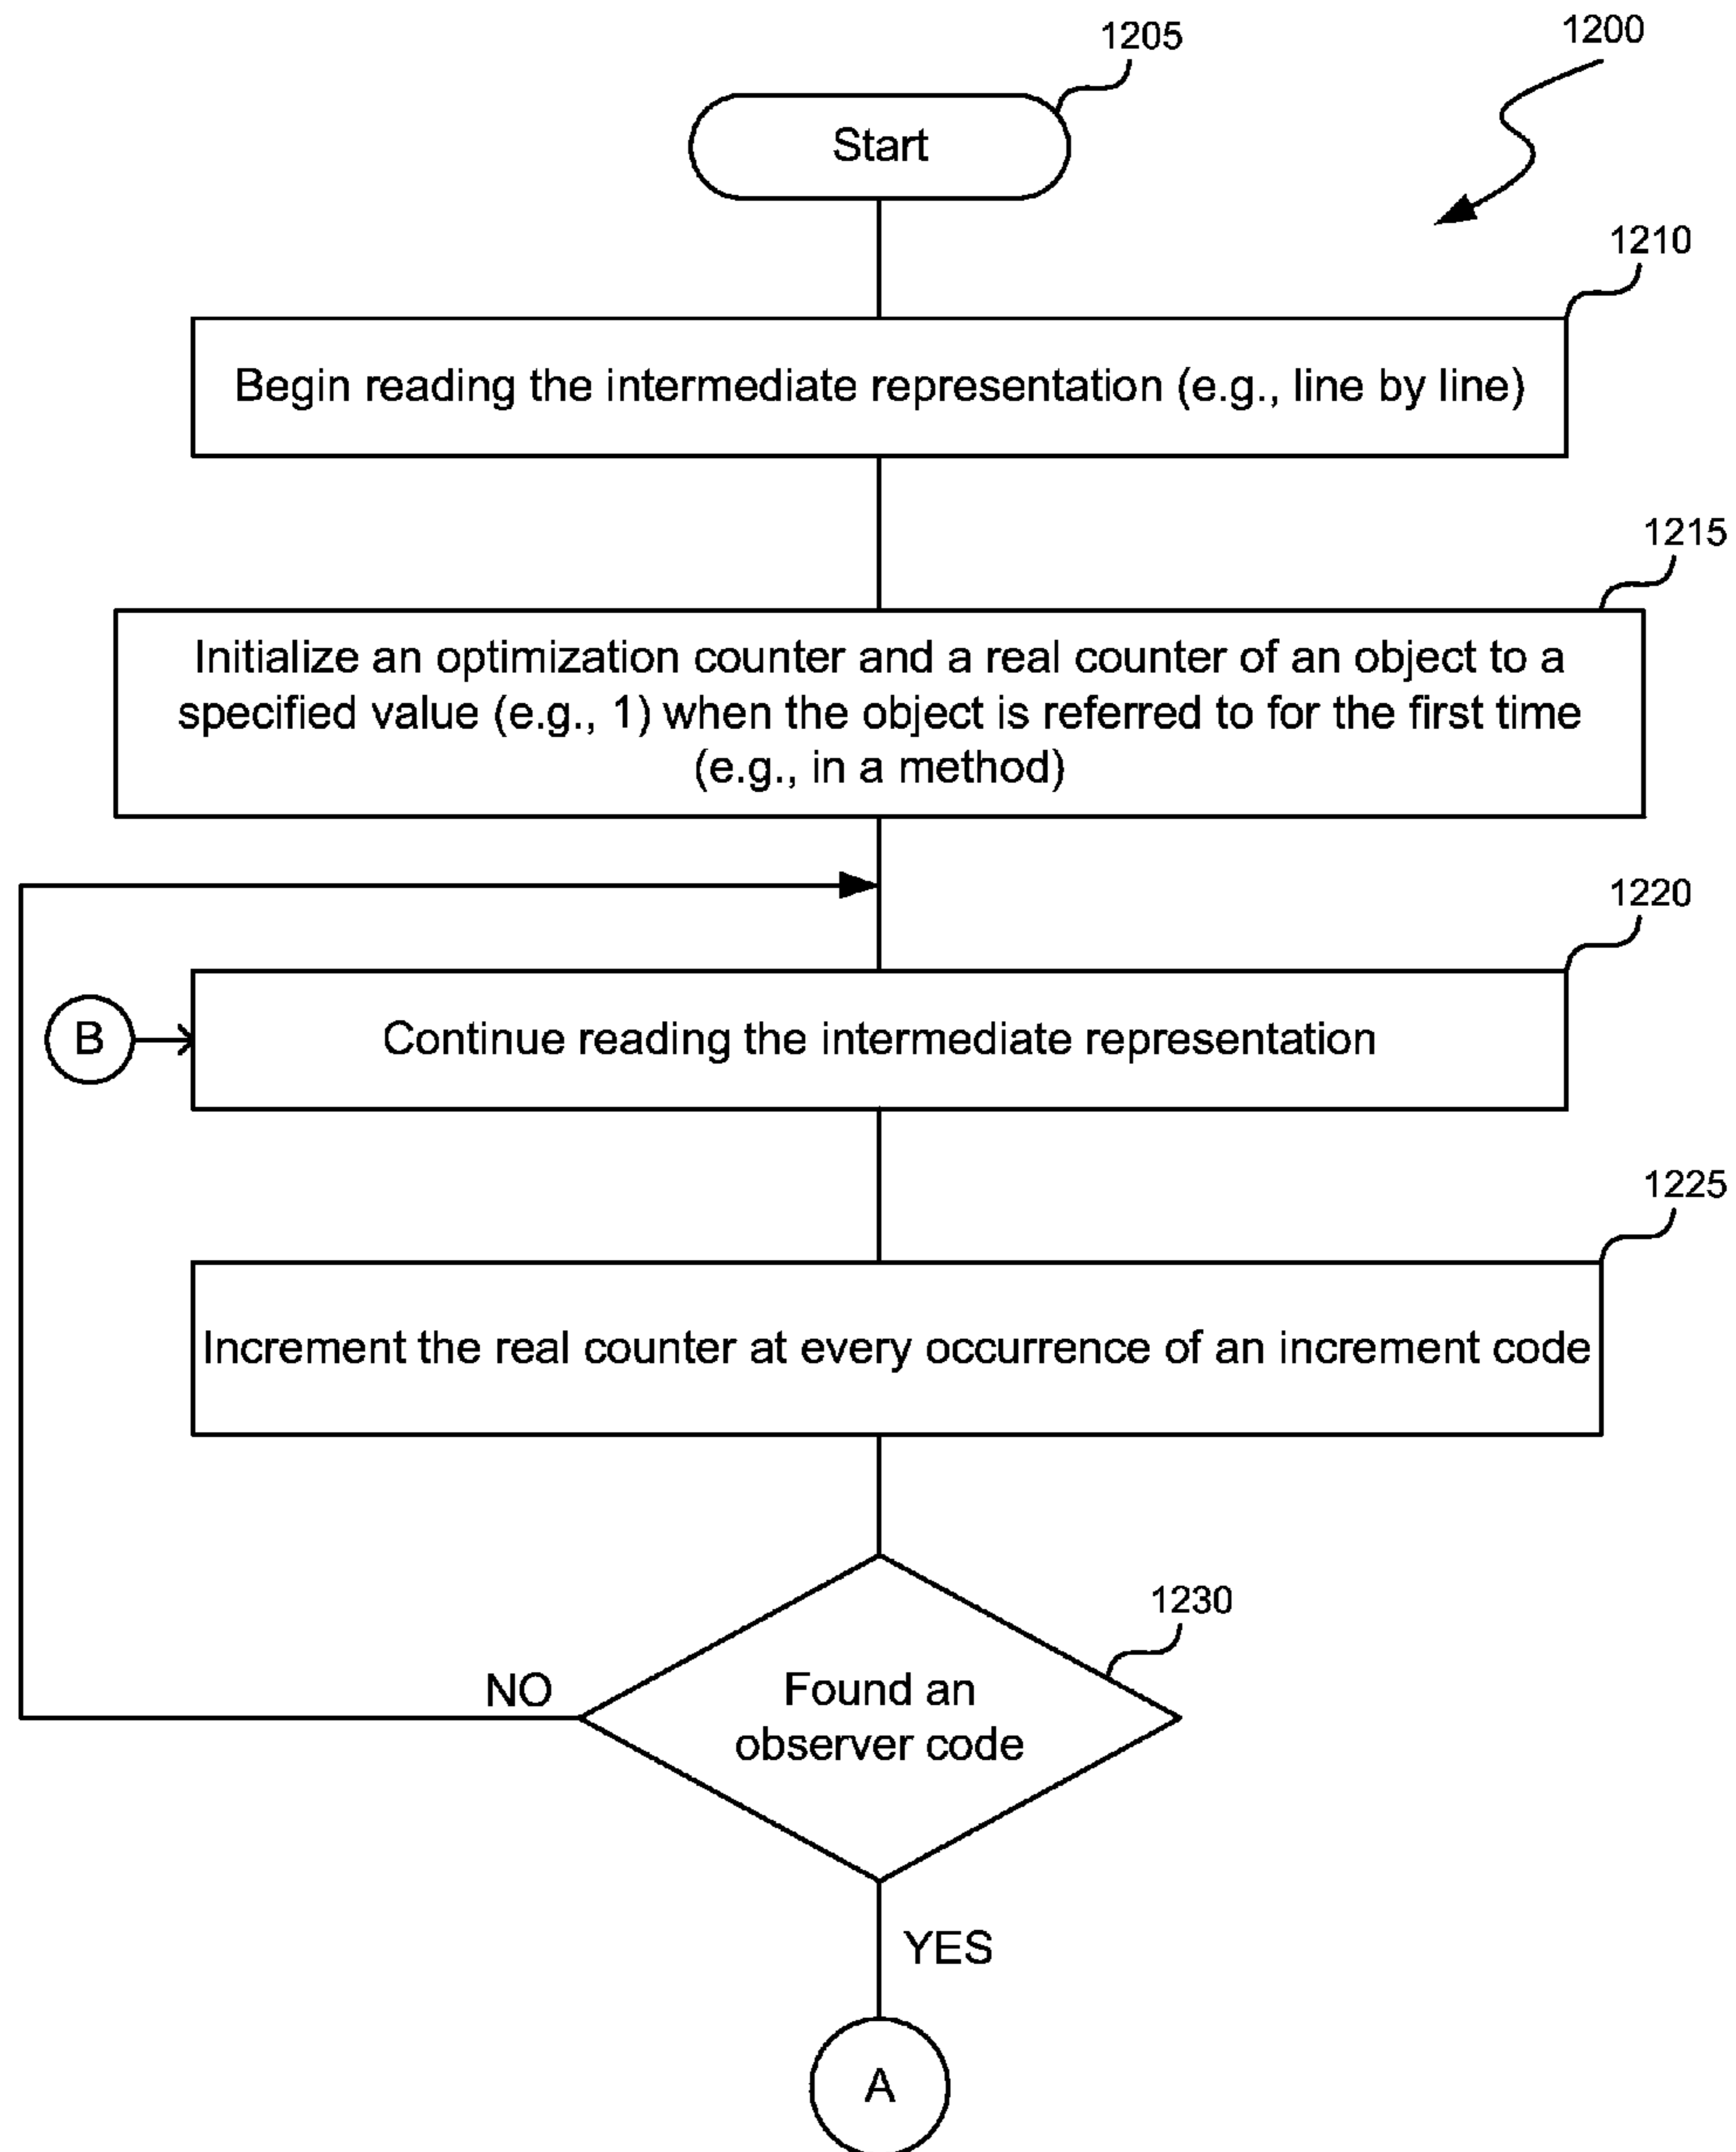 1205
1200
Start
1210
Begin reading the intermediate representation (e.g., line by line)
1215
Initialize an optimization counter and a real counter of an object to a
specified value (e.g., 1) when the object is referred to for the first time
(e.g., in a method)
1220
B
Continue reading the intermediate representation
1225
Increment the real counter at every occurrence of an increment code
1230
NO
Found an
observer code
YES
A